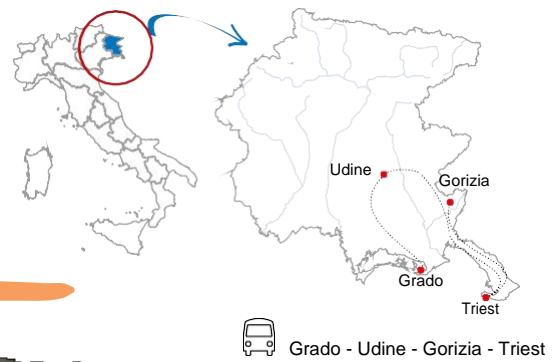 Udine
Gorizia
Grado
Triest
Grado - Udine - Gorizia - Triest